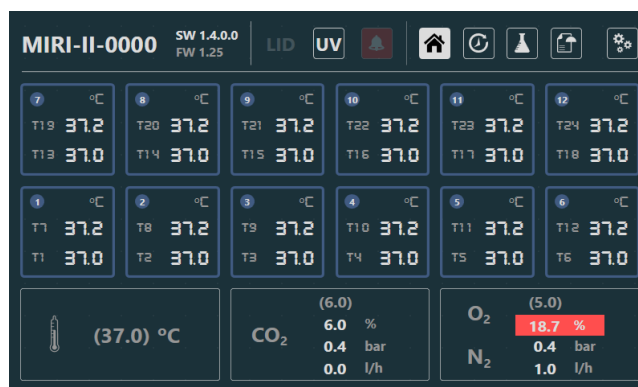 MIRI-II-0000 SW 1.4.0.0 LID UV
FW 1.25
7 °C 8 °C 9 °C 10 °C 11 °C 12 °C
T19 37.2 T20 37.2 T21 37.2 T22 37.2 T23 37.2 T24 37.2
T13 37.0 T14 37.0 T15 37.0 T16 37.0 T17 37.0 T18 37.0
1 °C 2 °C 3 °C 4 °C 5 °C 6 °C
T7 37.2 T8 37.2 T9 37.2 T10 37.2 T11 37.2 T12 37.2
T1 37.0 T2 37.0 T3 37.0 T4 37.0 T5 37.0 T6 37.0
(37.0) °C
CO₂
(6.0)
6.0 %
0.4 bar
0.0 l/h
O₂
(5.0)
18.7 %
N₂
0.4 bar
1.0 l/h